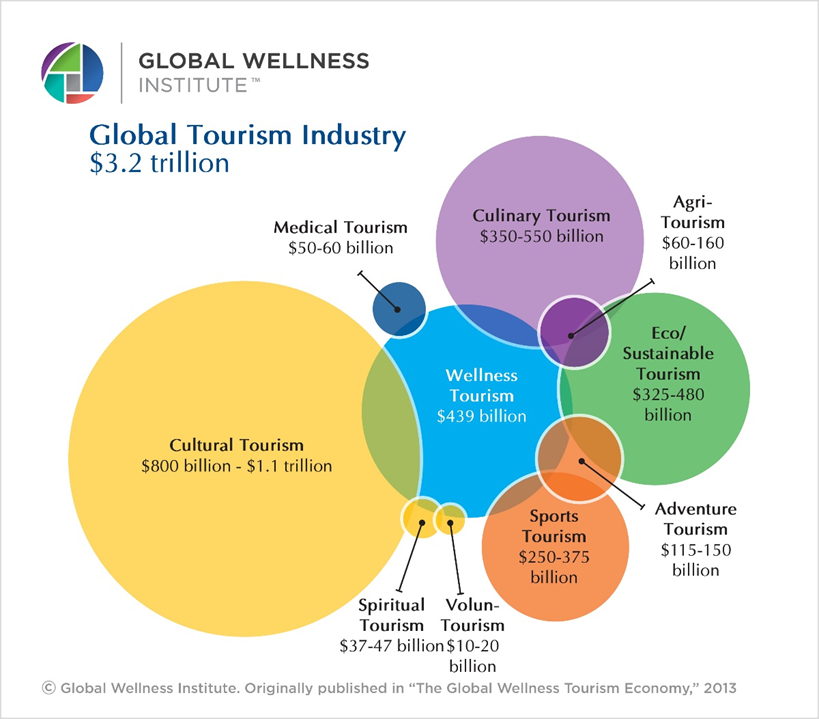 GLOBAL WELLNESS
INSTITUTE™
Global Tourism Industry
$3.2 trillion
Medical Tourism
$50-60 billion
Culinary Tourism
$350-550 billion
Agri-
Tourism
$60-160
billion
Eco/
Sustainable
Tourism
$325-480
billion
Wellness
Tourism
$439 billion
Cultural Tourism
$800 billion - $1.1 trillion
Sports
Tourism
$250-375
billion
Adventure
Tourism
$115-150
billion
Spiritual
Tourism
$37-47 billion
Volun-
Tourism
$10-20
billion
© Global Wellness Institute. Originally published in “The Global Wellness Tourism Economy,” 2013